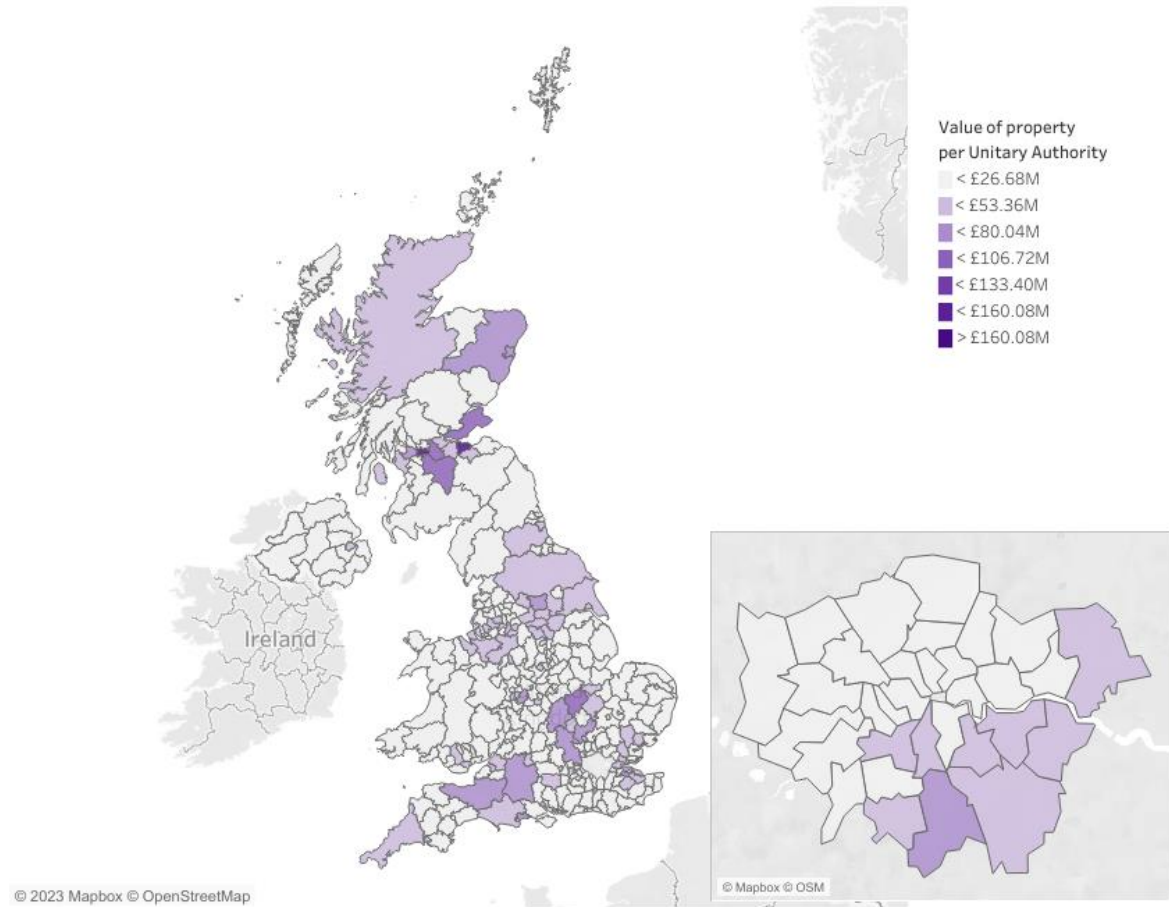 Value of property
per Unitary Authority
< £26.68M
< £53.36M
< £80.04M
< £106.72M
< £133.40M
< £160.08M
> £160.08M
Ireland
© Mapbox © OSM
© 2023 Mapbox © OpenStreetMap